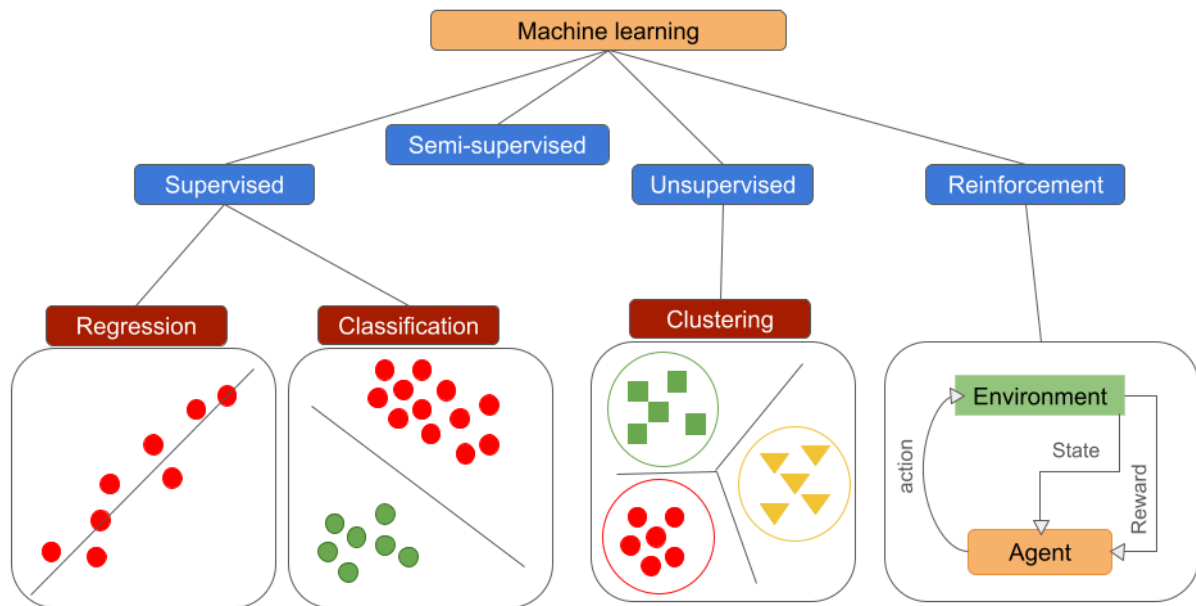 Machine learning
Semi-supervised
Supervised
Unsupervised
Reinforcement
Regression
Classification
Clustering
Environment
State
action
Reward
Agent